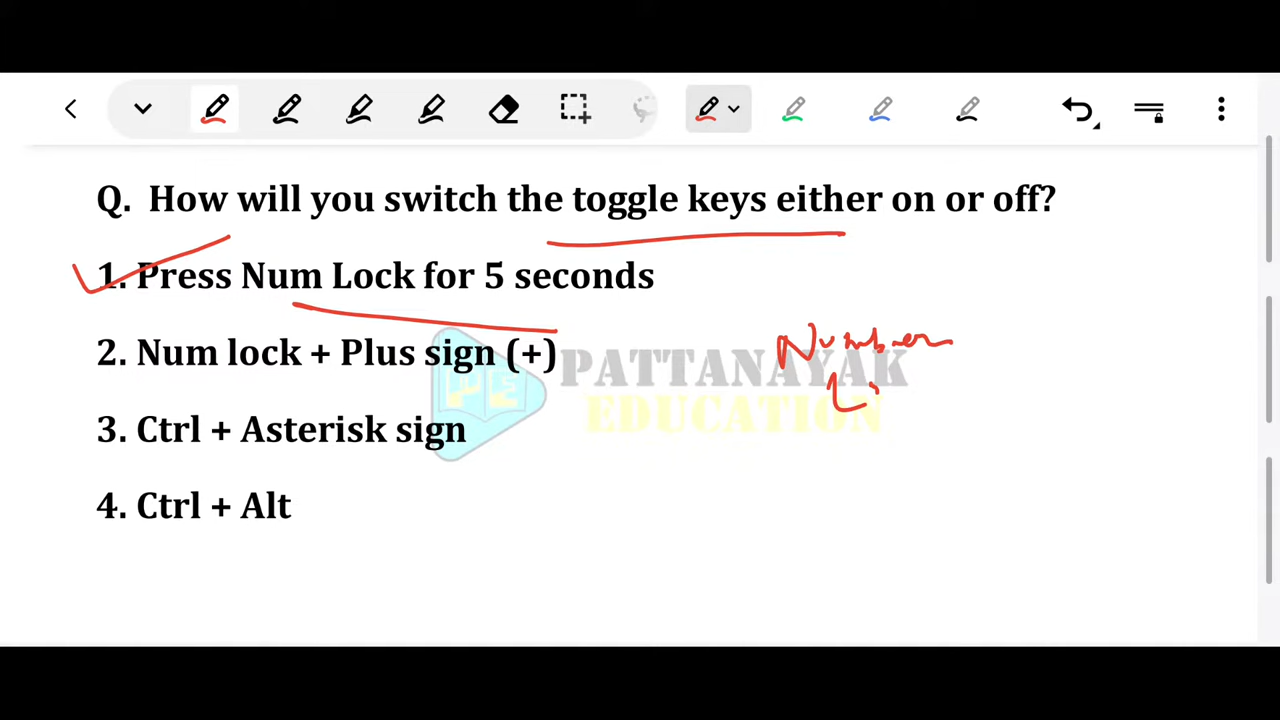 Q. How will you switch the toggle keys either on or off?
1. Press Num Lock for 5 seconds
Number
2. Num lock + Plus sign (+)
PATTANAYAK
EDUCATION
3. Ctrl + Asterisk sign
4. Ctrl + Alt